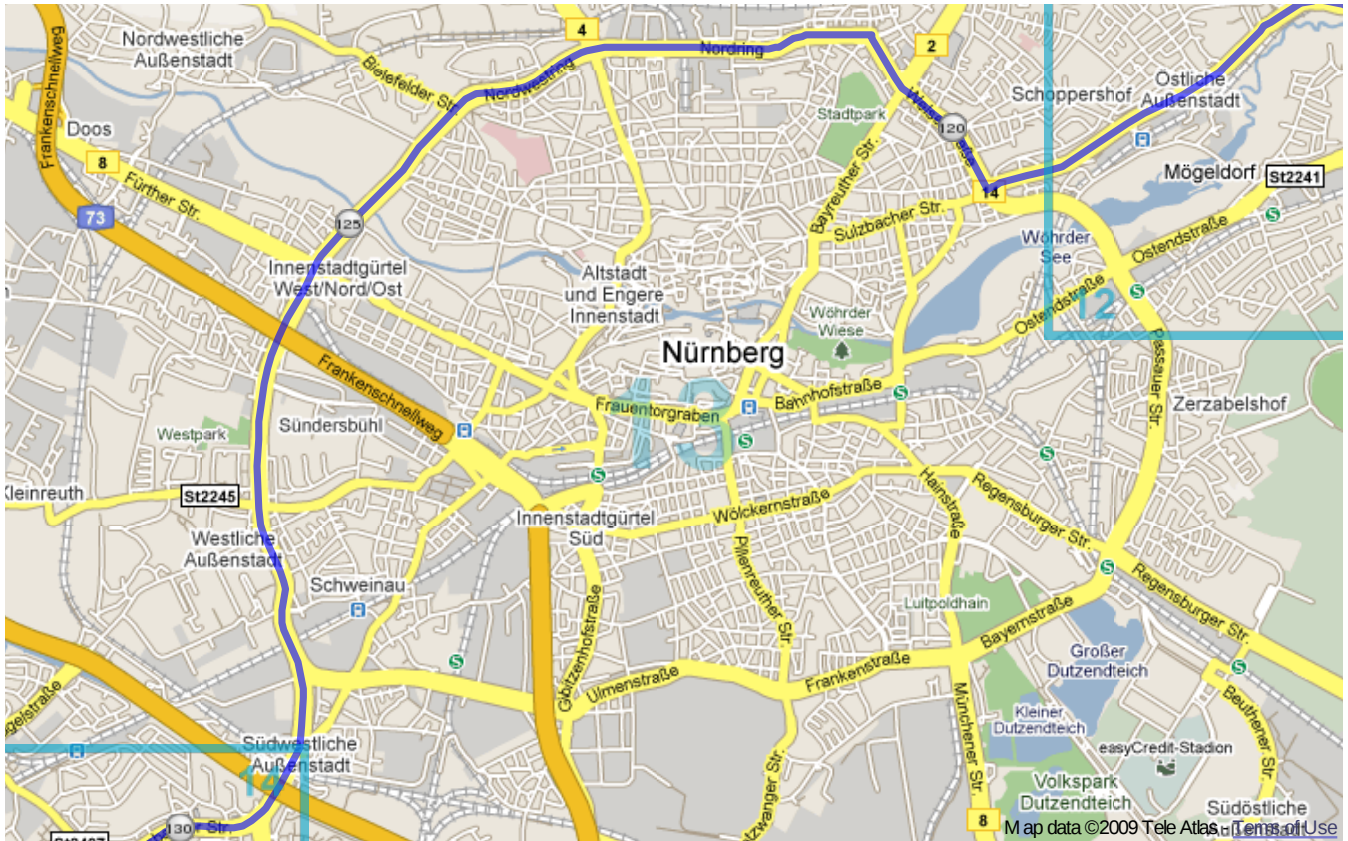 Nordwestliche
Außenstadt
4
Nordring
2
Bielefelder Str.
Nordwestring
Frankenschnellweg
Doos
8
Fürther Str.
73
125
Stadtpark
Schoppershof
Östliche
Außenstadt
120
14
Mögeldorf
St2241
Bayreuther Str.
Sulzbacher Str.
Wöhrder
See
Ostendstraße
Ostendstraße
12
Innenstadtgürtel
West/Nord/Ost
Altstadt
und Engere
Innenstadt
Wöhrder
Wiese
Nürnberg
Passauer Str.
Frankenschnellweg
Frauentorgraben
13
Bahnhofstraße
Zerzabelshof
Westpark
Sündersbühl
S
S
S
S
S
S
S
S
Kleinreuth
St2245
Wölckernstraße
Hainstraße
Regensburger Str.
Innenstadtgürtel
Süd
Westliche
Außenstadt
Schweinau
Pillenreuther Str.
Gibitzenhofstraße
Luitpoldhain
Bayernstraße
Regensburger Str.
Großer
Dutzendteich
Ulmenstraße
Frankenstraße
Münchener Str.
Kleiner
Dutzendteich
Beuthener Str.
easyCredit-Stadion
Südwestliche
Außenstadt
14
130
Str.
Volkspark
Dutzendteich
8
Südöstliche
Außenstadt
Map data ©2009 Tele Atlas - Terms of Use